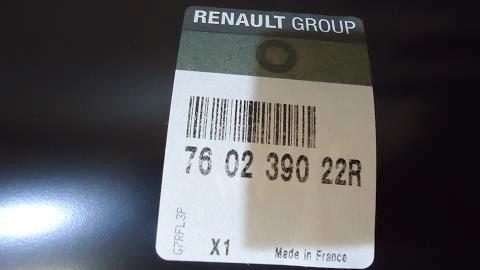 RENAULT GROUP
76 02 390 22R
G7RFL3P
X1 Made in France